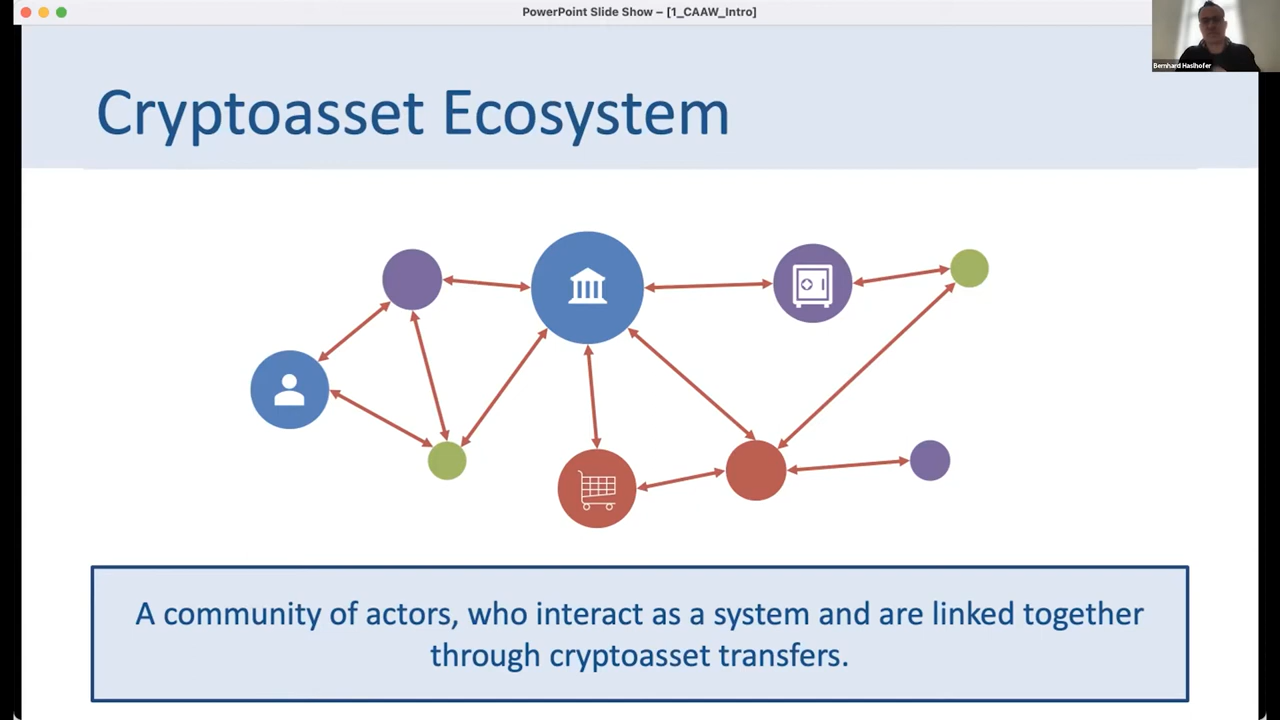 PowerPoint Slide Show – [1_CAAW_Intro]
Bernhard Haslhofer
Cryptoasset Ecosystem
A community of actors, who interact as a system and are linked together
through cryptoasset transfers.